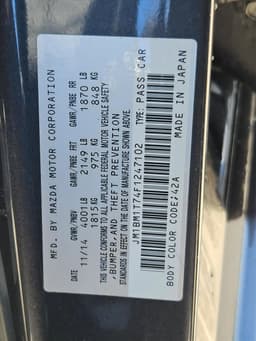 MFD. BY MAZDA MOTOR CORPORATION
DATE GVWR/PNBV GAWR/PNBE FRT GAWR/PNBE RR
11/14 4001 LB 2149 LB 1870 LB
1815 KG 975 KG 848 KG
THIS VEHICLE CONFORMS TO ALL APPLICABLE FEDERAL MOTOR VEHICLE SAFETY
,BUMPER,AND THEFT PREVENTION
STANDARDS IN EFFECT ON THE DATE OF MANUFACTURE SHOWN ABOVE.
JM1BM1T74F1247102 TYPE: PASS CAR
BODY COLOR CODE:42A MADE IN JAPAN